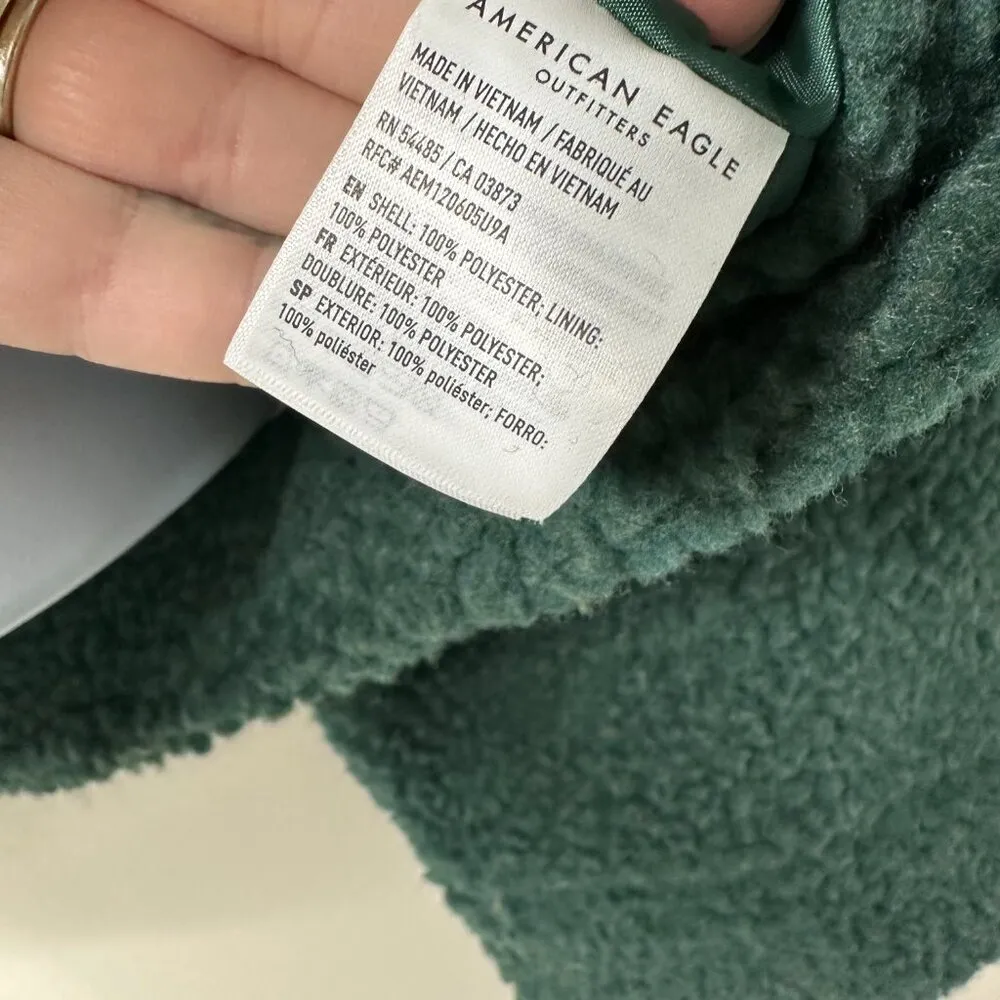 AMERICAN EAGLE
OUTFITTERS
MADE IN VIETNAM / FABRIQUÉ AU
VIETNAM / HECHO EN VIETNAM
RN 54485 / CA 03873
RFC# AEM120605U9A
EN SHELL: 100% POLYESTER; LINING:
100% POLYESTER
FR EXTÉRIEUR: 100% POLYESTER;
DOUBLURE: 100% POLYESTER
SP EXTERIOR: 100% poliéster; FORRO:
100% poliéster